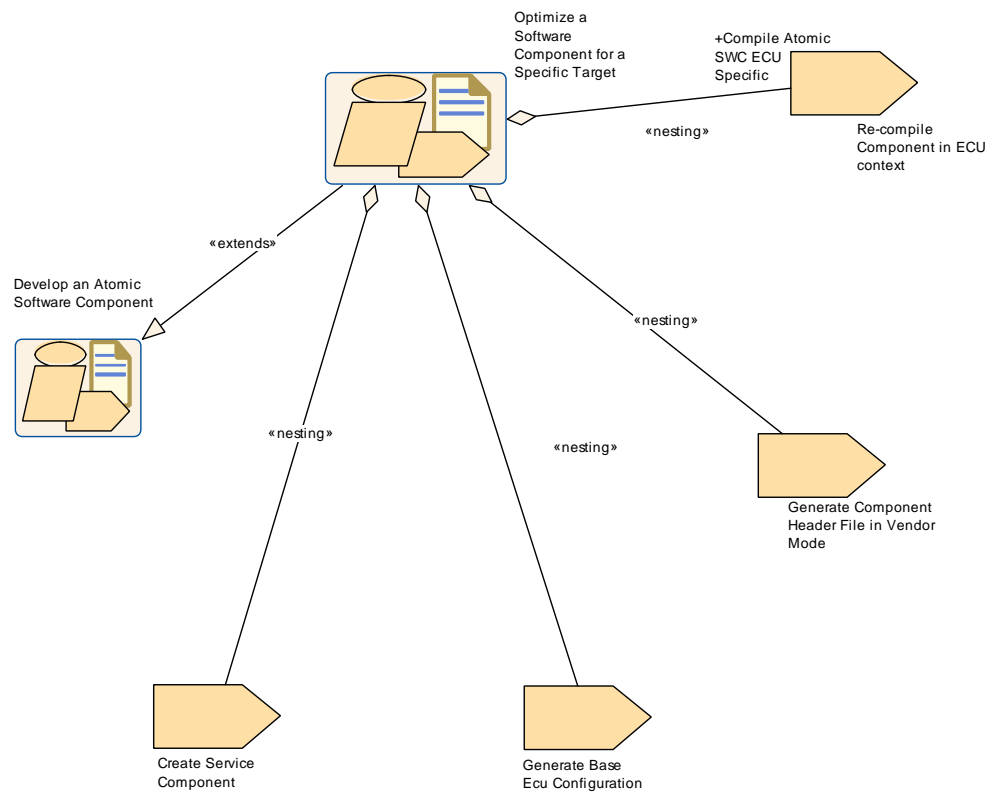 Optimize a
Software
Component for a
Specific Target
+Compile Atomic
SWC ECU
Specific
«nesting»
Re-compile
Component in ECU
context
«extends»
Develop an Atomic
Software Component
«nesting»
«nesting»
«nesting»
Generate Component
Header File in Vendor
Mode
Create Service
Component
Generate Base
Ecu Configuration